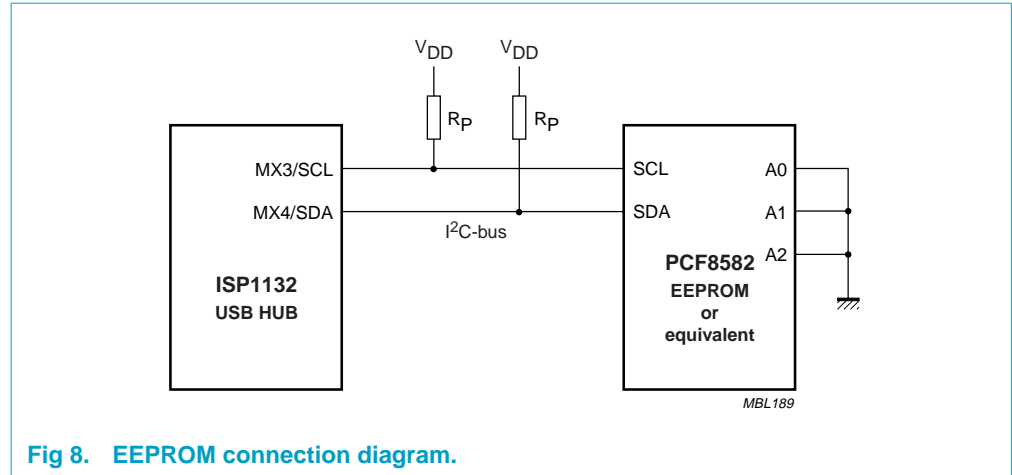 VDD VDD
RP RP
MX3/SCL SCL A0
MX4/SDA SDA A1
I2C-bus
A2
ISP1132
USB HUB
PCF8582
EEPROM
or
equivalent
MBL189
Fig 8. EEPROM connection diagram.